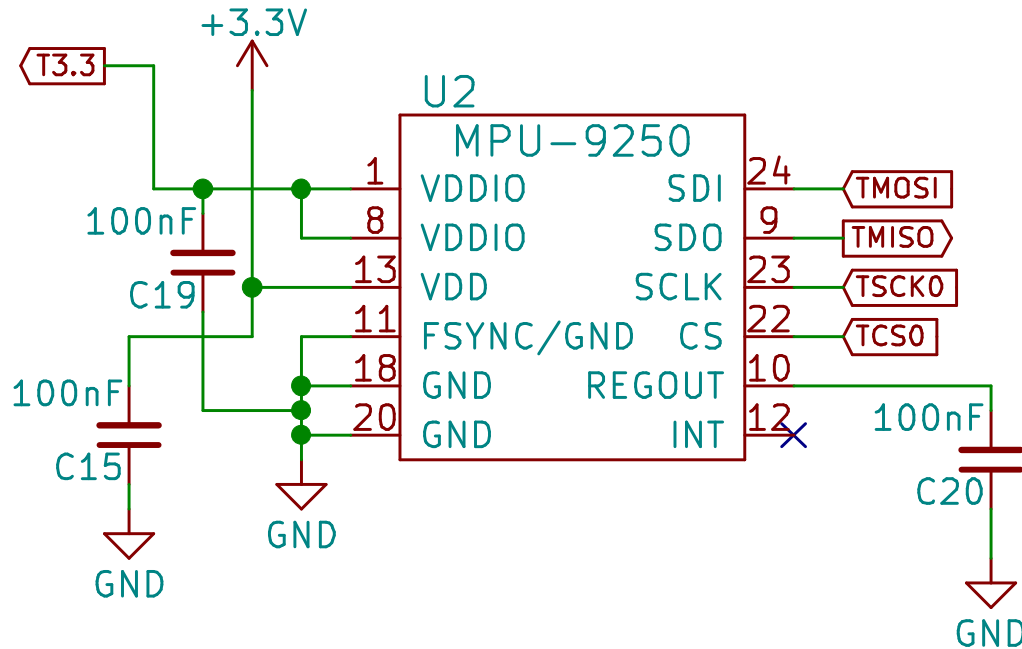 +3.3V
T3.3
U2
MPU-9250
1 VDDIO SDI 24 TMOSI
8 VDDIO SDO 9 TMISO
13 VDD SCLK 23 TSCK0
11 FSYNC/GND CS 22 TCS0
18 GND REGOUT 10
20 GND INT 12
100nF
C19
100nF
C15
GND
GND
100nF
C20
GND